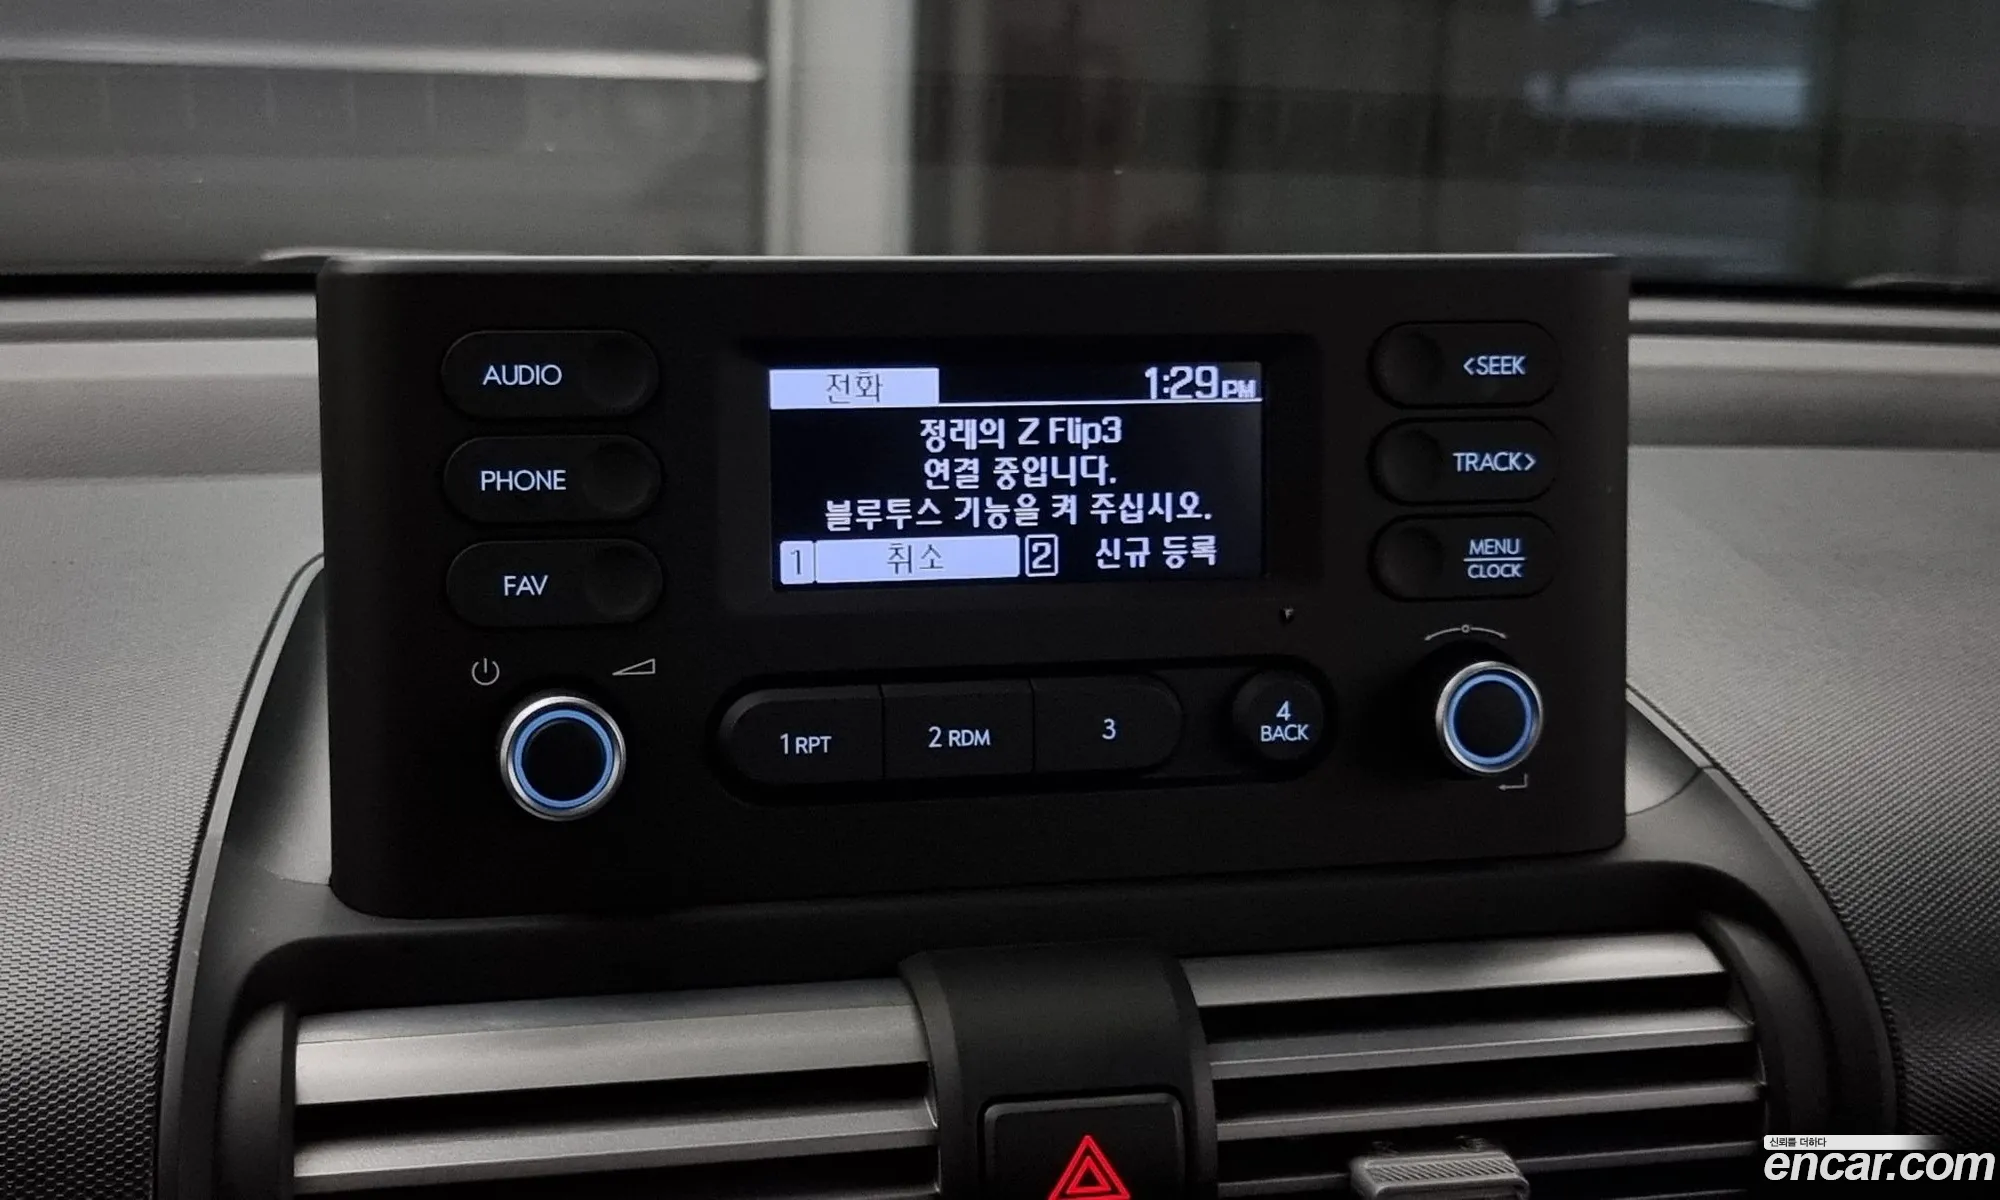 AUDIO
PHONE
FAV
전화 1:29PM
정래의 Z Flip3
연결 중입니다.
블루투스 기능을 켜 주십시오.
1 취소 2 신규 등록
<SEEK
TRACK>
MENU
CLOCK
1 RPT
2 RDM
3
4
BACK
신뢰를 더하다
encar.com